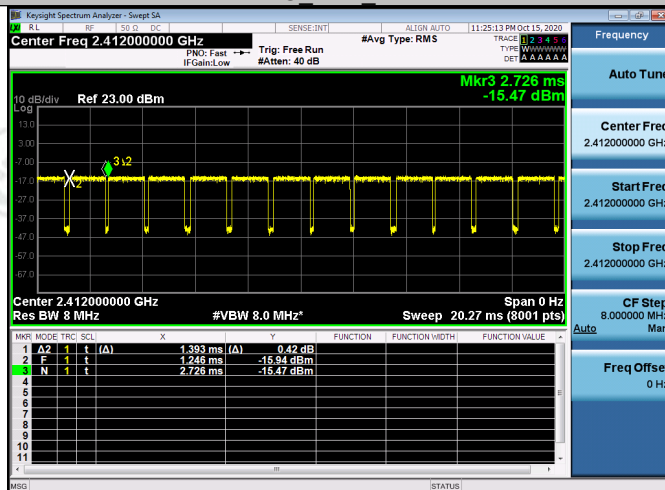 Keysight Spectrum Analyzer - Swept SA
RL RF 50 Ω DC SENSE:INT ALIGN AUTO 11:25:13 PM Oct 15, 2020
Center Freq 2.412000000 GHz
PNO: Fast
IFGain:Low
Trig: Free Run
#Atten: 40 dB
#Avg Type: RMS
TRACE 1 2 3 4 5 6
TYPE W
DET A A A A A A
Mkr3 2.726 ms
-15.47 dBm
10 dB/div Ref 23.00 dBm
Log
13.0
3.00
-7.00
-17.0
-27.0
-37.0
-47.0
-57.0
-67.0
X2
3
2
Center 2.412000000 GHz
Span 0 Hz
Res BW 8 MHz
#VBW 8.0 MHz*
Sweep 20.27 ms (8001 pts)
MKR MODE TRC SCL X Y FUNCTION FUNCTION WIDTH FUNCTION VALUE
1 Δ2 1 t (Δ) 1.393 ms (Δ) 0.42 dB
2 F 1 t 1.246 ms -15.94 dBm
3 N 1 t 2.726 ms -15.47 dBm
4
5
6
7
8
9
10
11
MSG
STATUS
Frequency
Auto Tune
Center Freq
2.412000000 GHz
Start Freq
2.412000000 GHz
Stop Freq
2.412000000 GHz
CF Step
8.000000 MHz
Auto Man
Freq Offset
0 Hz